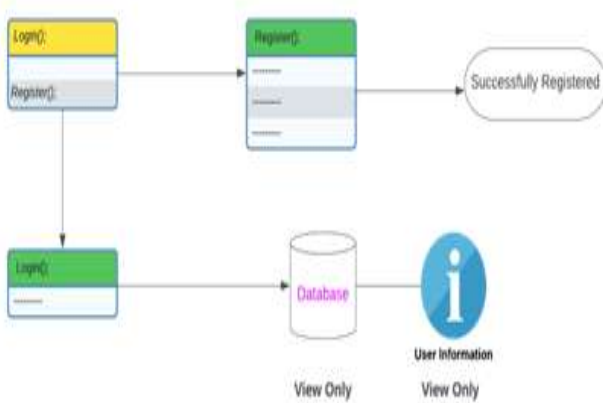 Login();
Register();
Register();
----------
----------
----------
Successfully Registered
Login();
----------
Database
User Information
View Only
View Only